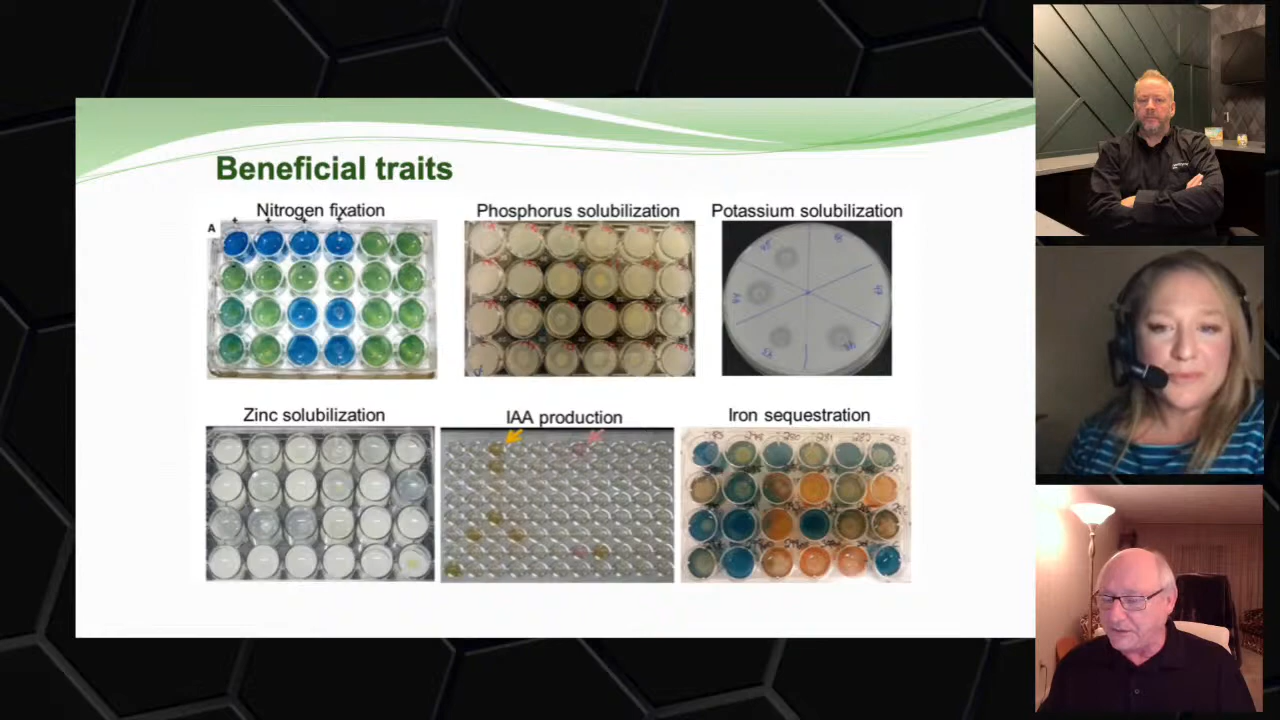 Beneficial traits
Nitrogen fixation
Phosphorus solubilization
Potassium solubilization
A
Zinc solubilization
IAA production
Iron sequestration